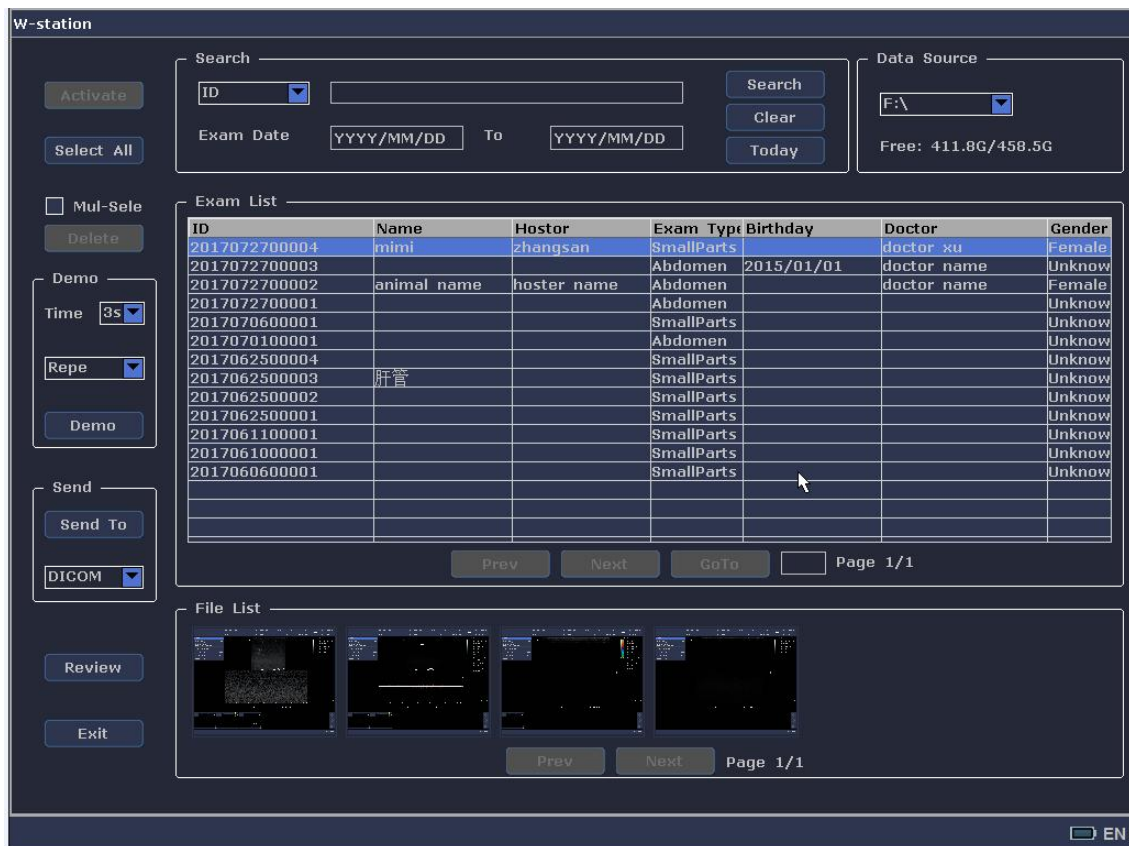 W-station
Activate
Select All
Mul-Sele
Delete
Demo
Time 3s
Repe
Demo
Send
Send To
DICOM
Review
Exit
Search
ID
Search
Exam Date YYYY/MM/DD To YYYY/MM/DD
Clear
Today
Data Source
F:\
Free: 411.8G/458.5G
Exam List
ID Name Hostor Exam Type Birthday Doctor Gender
2017072700004 mimi zhangsan SmallParts doctor xu Female
2017072700003 Abdomen 2015/01/01 doctor name Unknow
2017072700002 animal name hoster name Abdomen doctor name Female
2017072700001 Abdomen Unknow
2017070600001 SmallParts Unknow
2017070100001 Abdomen Unknow
2017062500004 SmallParts Unknow
2017062500003 肝管 SmallParts Unknow
2017062500002 SmallParts Unknow
2017062500001 SmallParts Unknow
2017061100001 SmallParts Unknow
2017061000001 SmallParts Unknow
2017060600001 SmallParts Unknow
Prev Next GoTo Page 1/1
File List
Prev Next Page 1/1
EN